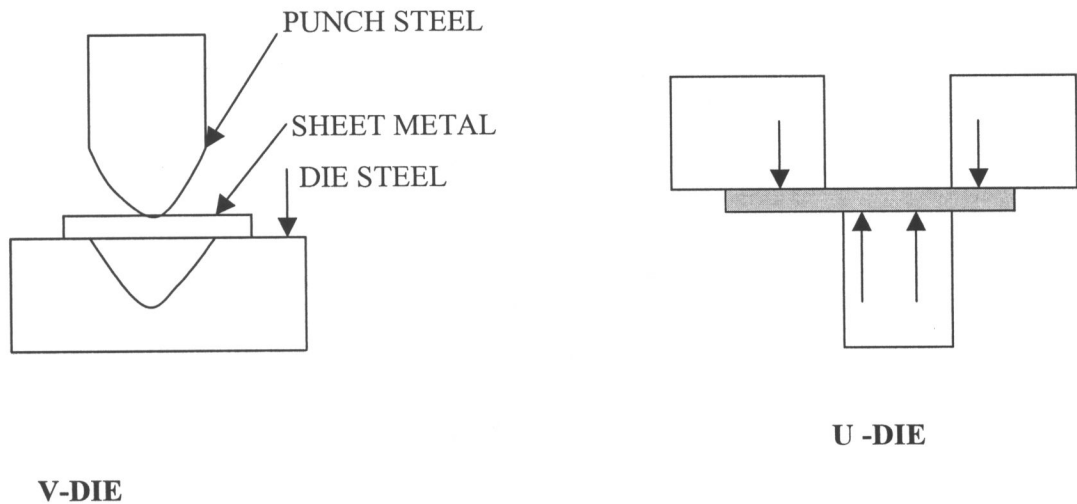 PUNCH STEEL
SHEET METAL
DIE STEEL
U -DIE
V-DIE